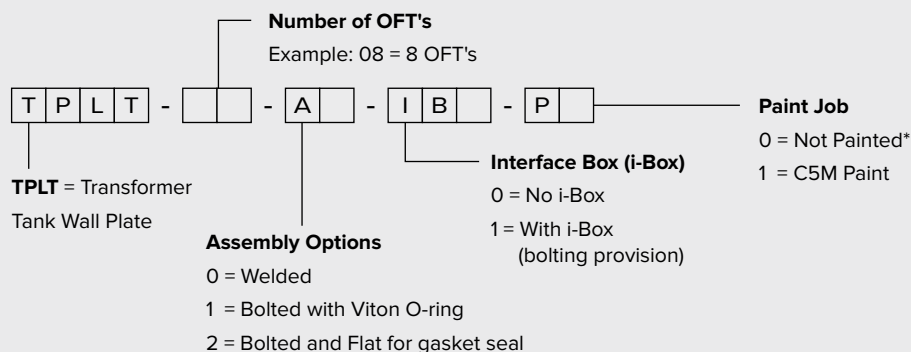 Number of OFT's
Example: 08 = 8 OFT's
T P L T - - A - I B - P
Paint Job
0 = Not Painted*
1 = C5M Paint
Interface Box (i-Box)
0 = No i-Box
1 = With i-Box
(bolting provision)
TPLT = Transformer
Tank Wall Plate
Assembly Options
0 = Welded
1 = Bolted with Viton O-ring
2 = Bolted and Flat for gasket seal